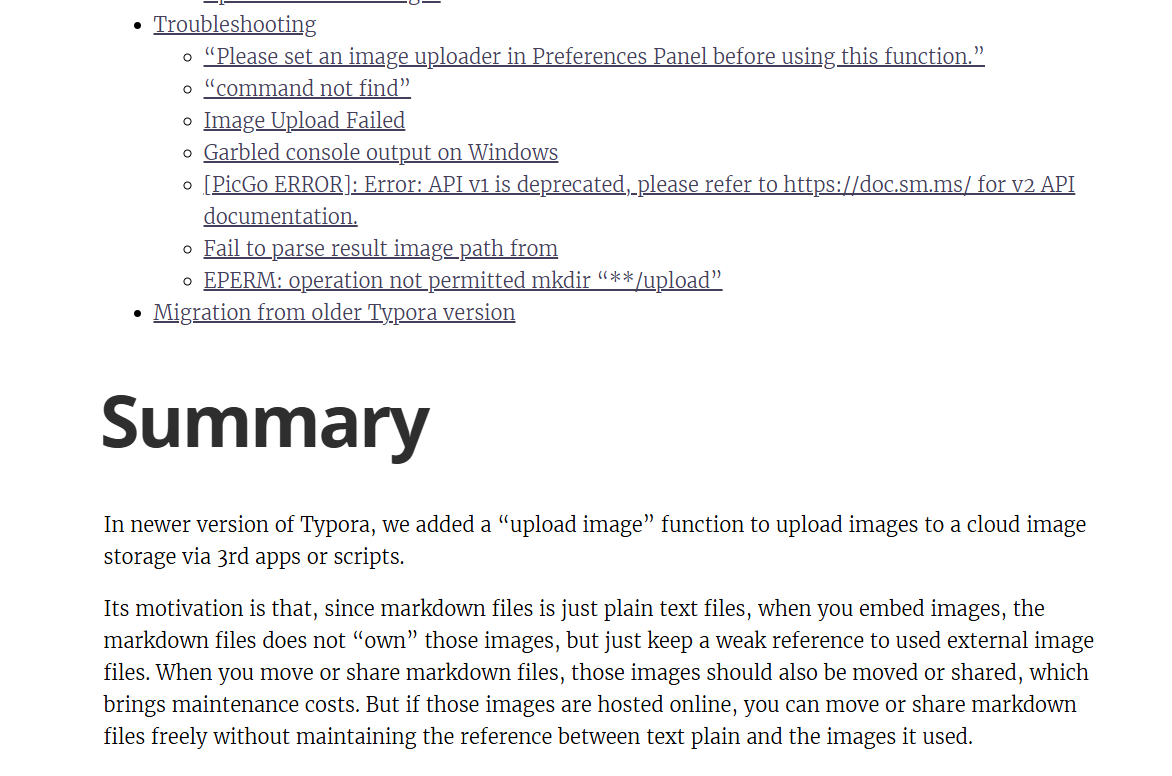 Troubleshooting
“Please set an image uploader in Preferences Panel before using this function.”
“command not find”
Image Upload Failed
Garbled console output on Windows
[PicGo ERROR]: Error: API v1 is deprecated, please refer to https://doc.sm.ms/ for v2 API
documentation.
Fail to parse result image path from
EPERM: operation not permitted mkdir “**/upload”
Migration from older Typora version
Summary
In newer version of Typora, we added a “upload image” function to upload images to a cloud image
storage via 3rd apps or scripts.
Its motivation is that, since markdown files is just plain text files, when you embed images, the
markdown files does not “own” those images, but just keep a weak reference to used external image
files. When you move or share markdown files, those images should also be moved or shared, which
brings maintenance costs. But if those images are hosted online, you can move or share markdown
files freely without maintaining the reference between text plain and the images it used.